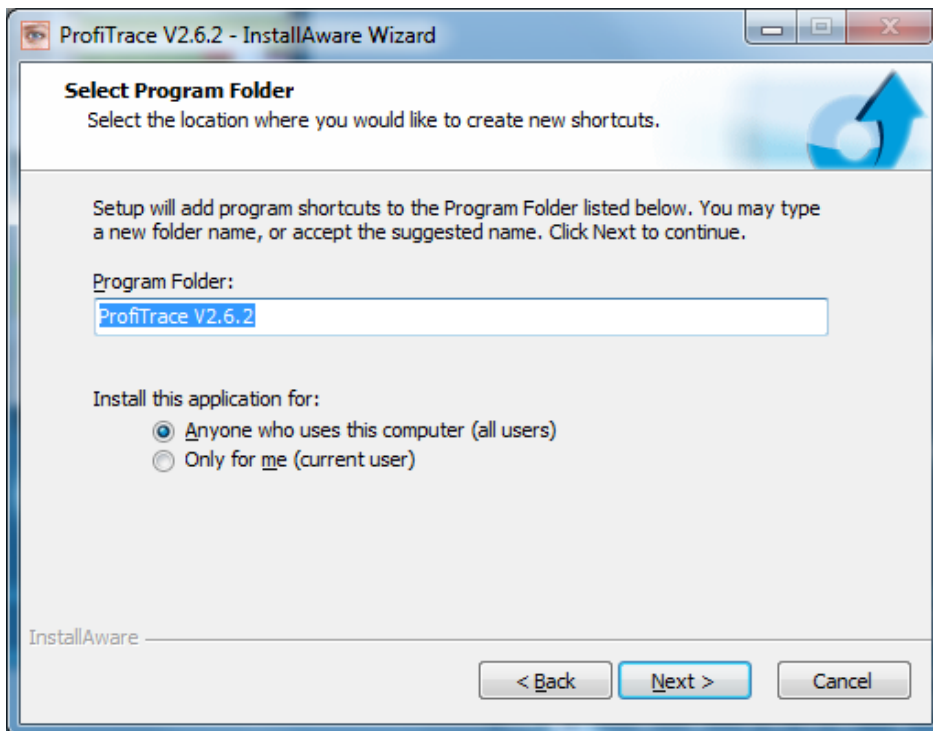 ProfiTrace V2.6.2 - InstallAware Wizard
Select Program Folder
Select the location where you would like to create new shortcuts.
Setup will add program shortcuts to the Program Folder listed below. You may type
a new folder name, or accept the suggested name. Click Next to continue.
Program Folder:
ProfiTrace V2.6.2
Install this application for:
Anyone who uses this computer (all users)
Only for me (current user)
InstallAware
< Back Next > Cancel